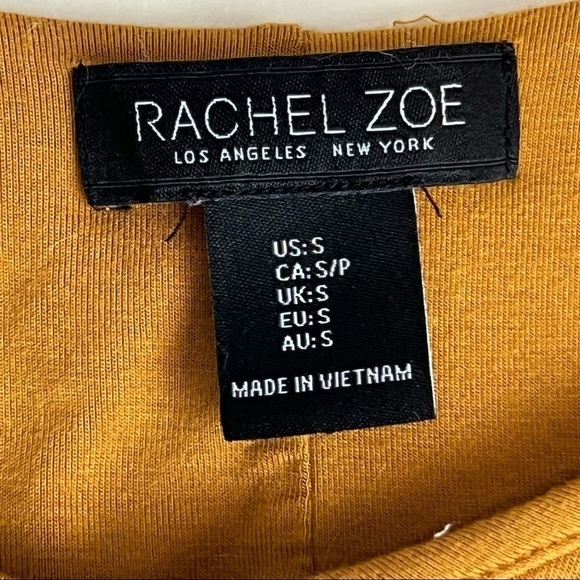 RACHEL ZOE
LOS ANGELES NEW YORK
US: S
CA: S/P
UK: S
EU: S
AU: S
MADE IN VIETNAM